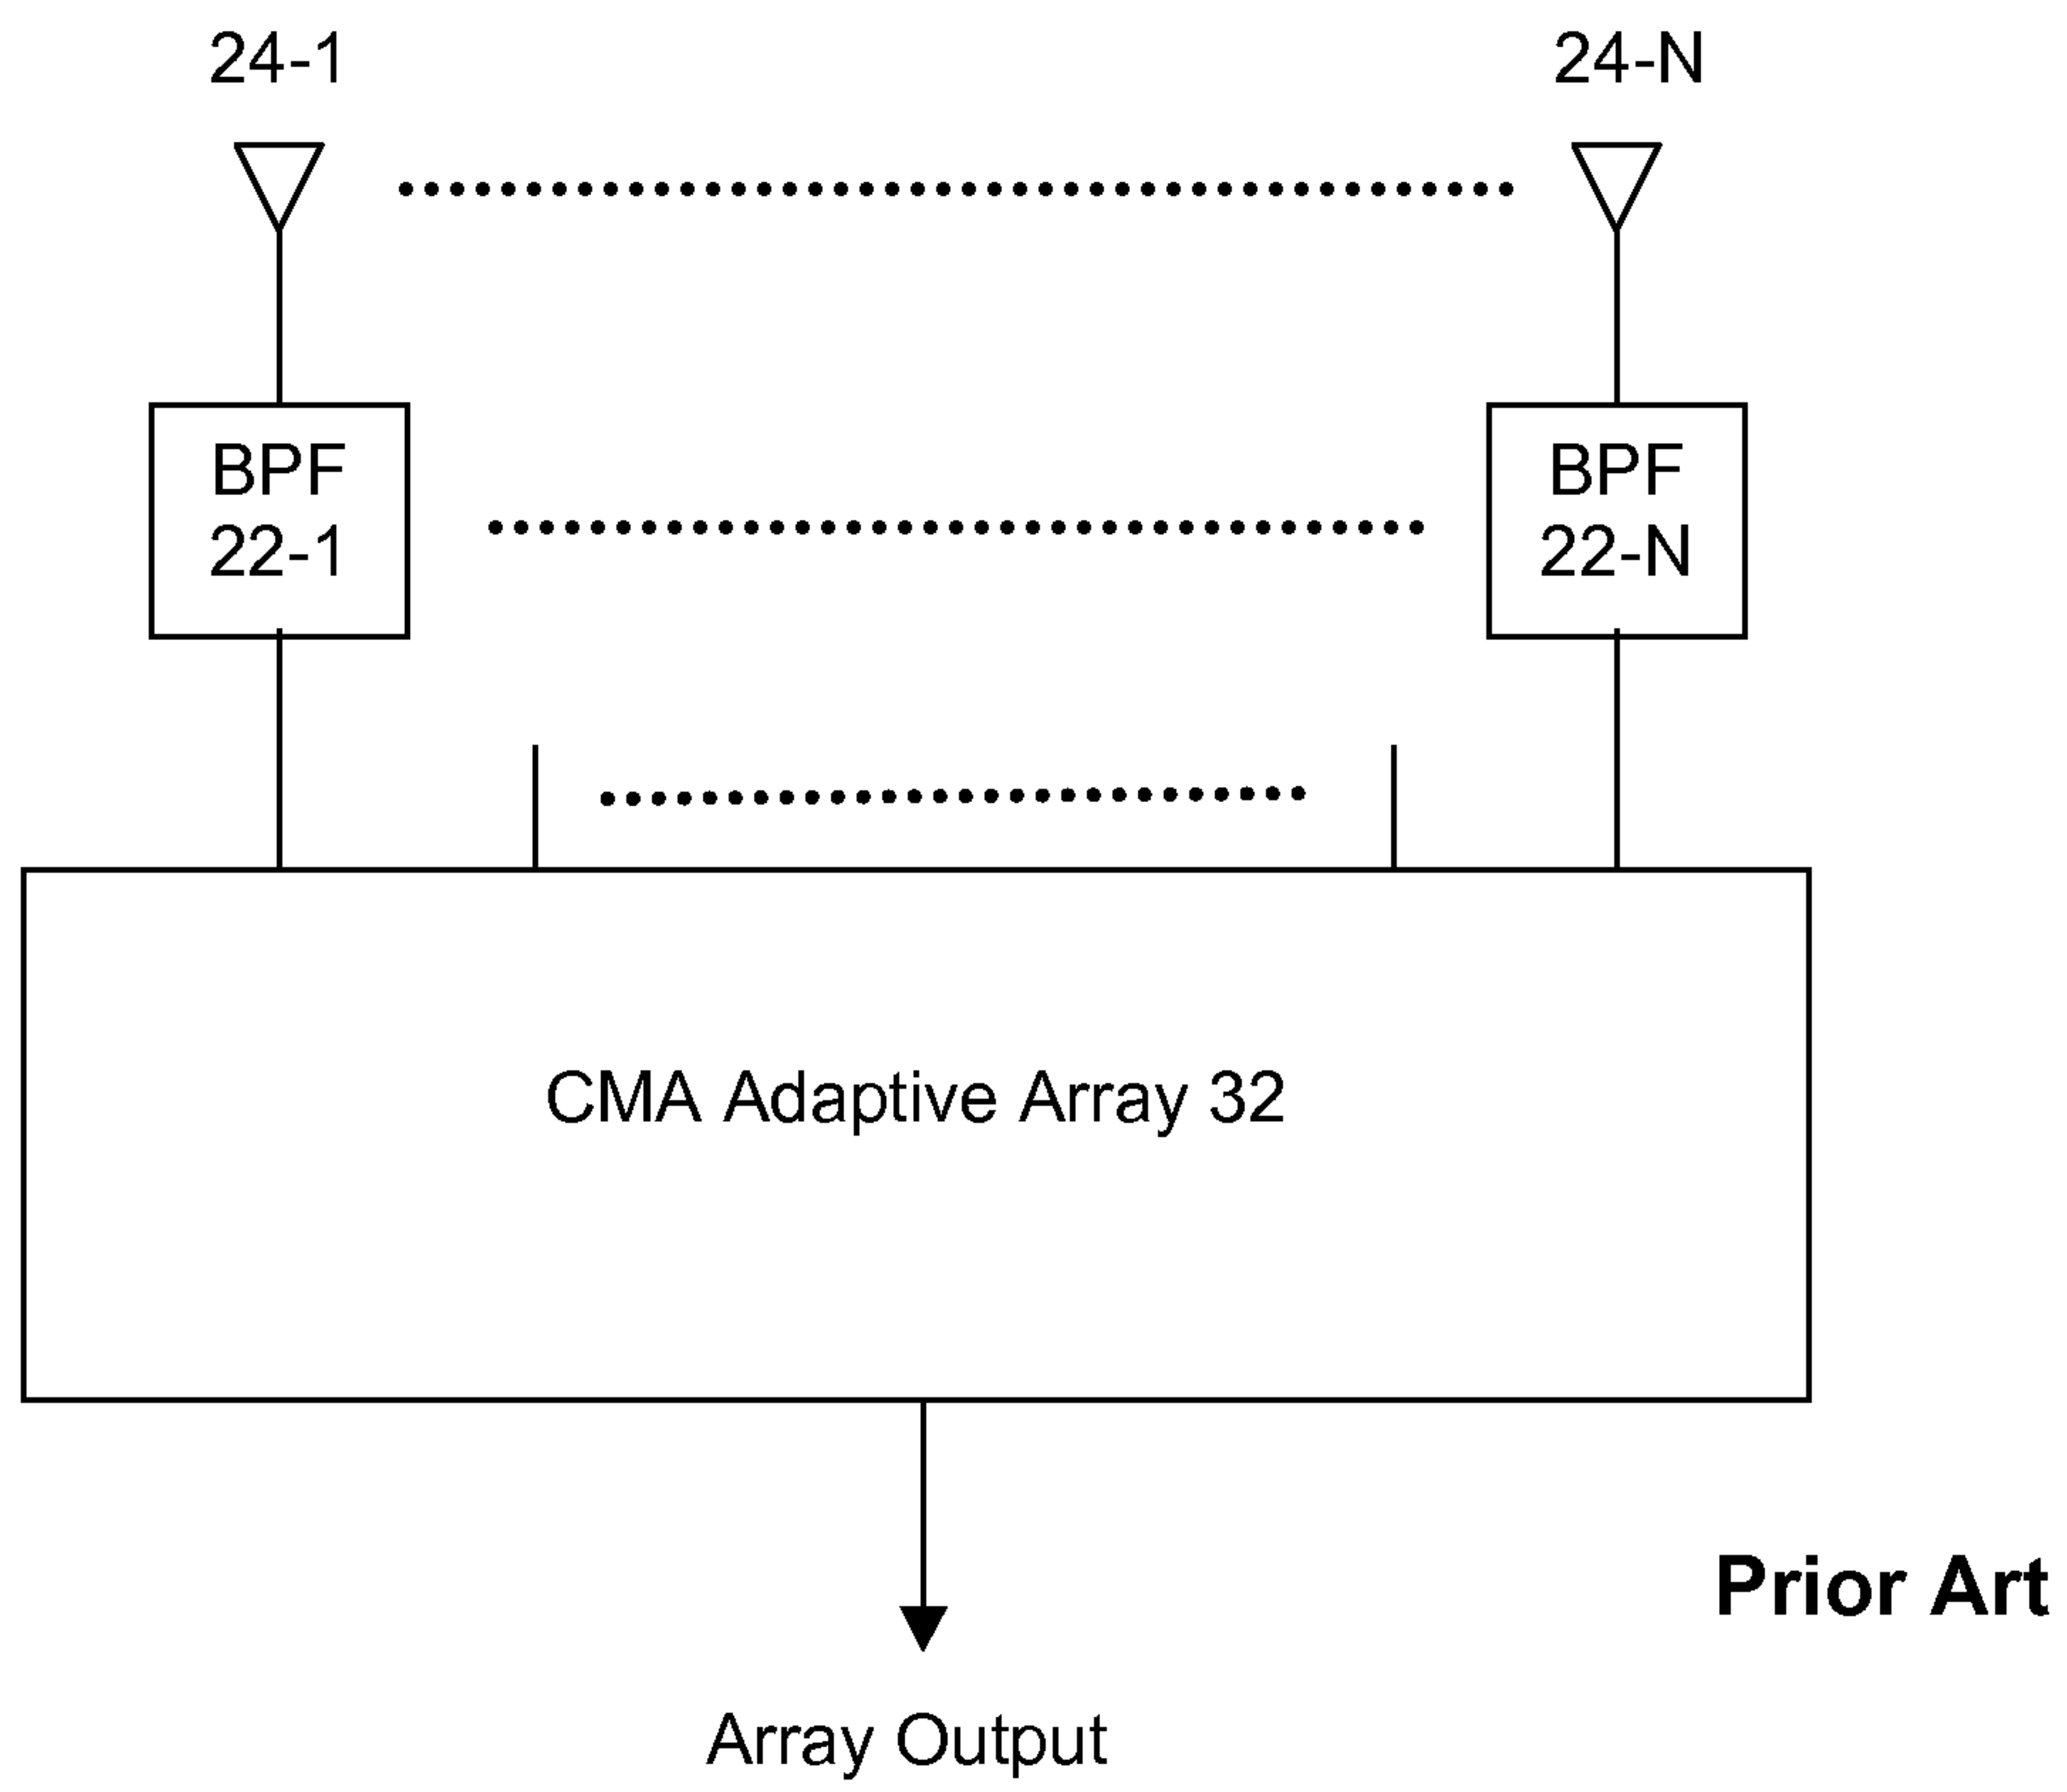 24-1
24-N
BPF
22-1
BPF
22-N
CMA Adaptive Array 32
Prior Art
Array Output